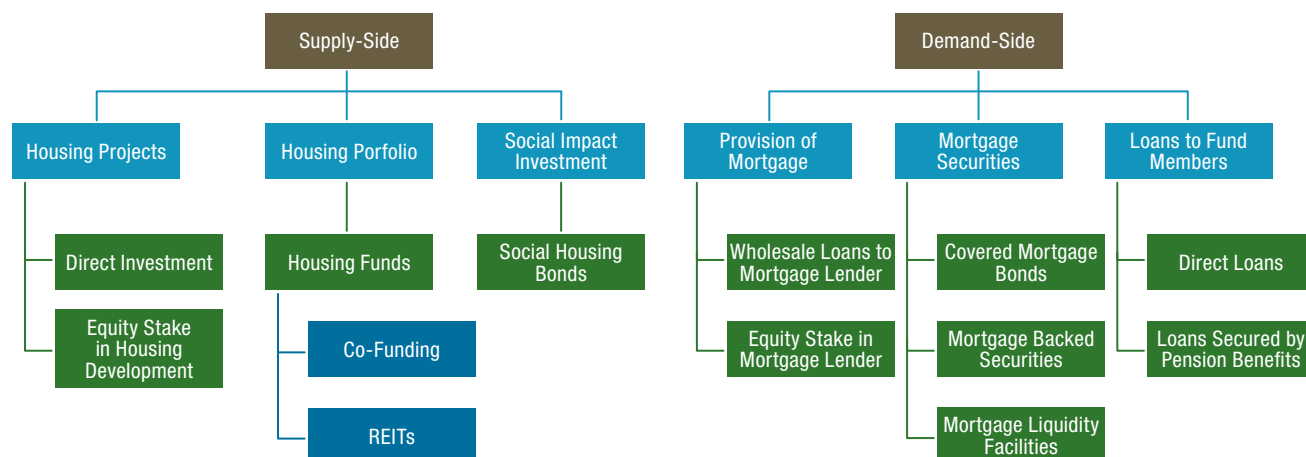 Supply-Side
Demand-Side
Housing Projects
Housing Porfolio
Social Impact
Investment
Provision of
Mortgage
Mortgage
Securities
Loans to Fund
Members
Direct Investment
Housing Funds
Social Housing
Bonds
Wholesale Loans to
Mortgage Lender
Covered Mortgage
Bonds
Direct Loans
Equity Stake
in Housing
Development
Co-Funding
Equity Stake in
Mortgage Lender
Mortgage Backed
Securities
Loans Secured by
Pension Benefits
REITs
Mortgage Liquidity
Facilities